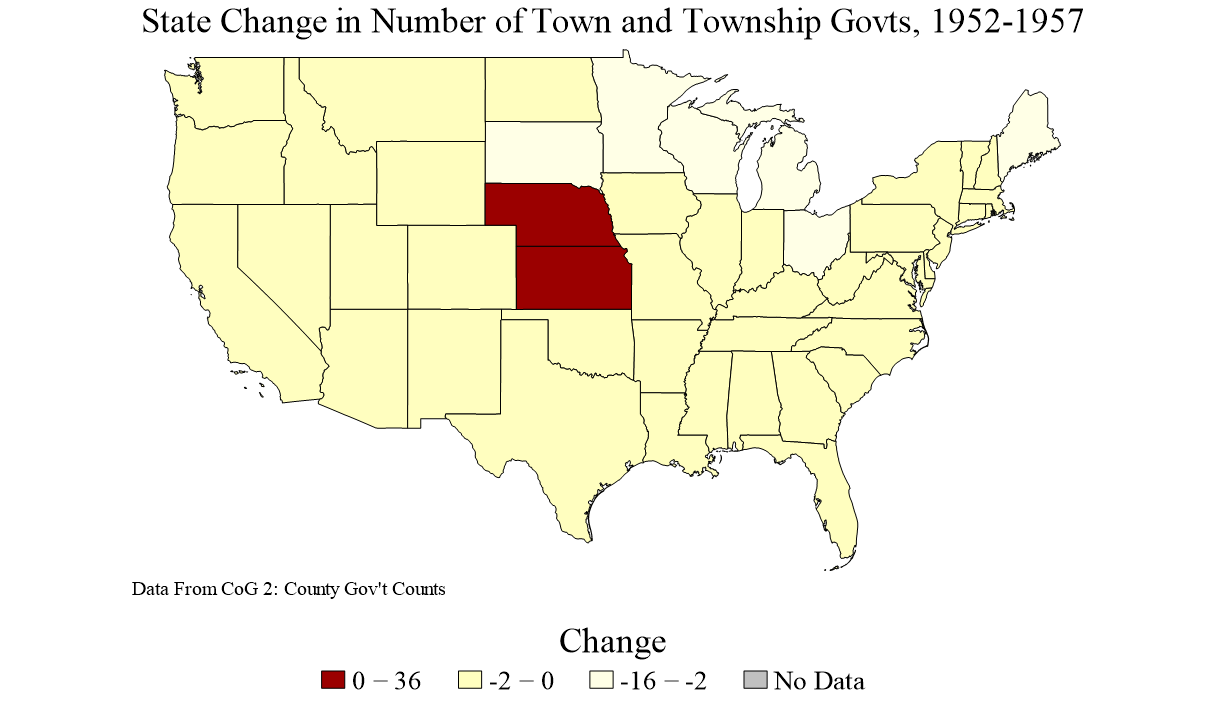 State Change in Number of Town and Township Govts, 1952-1957
Data From CoG 2: County Gov't Counts
Change
0 − 36 -2 − 0 -16 − -2 No Data